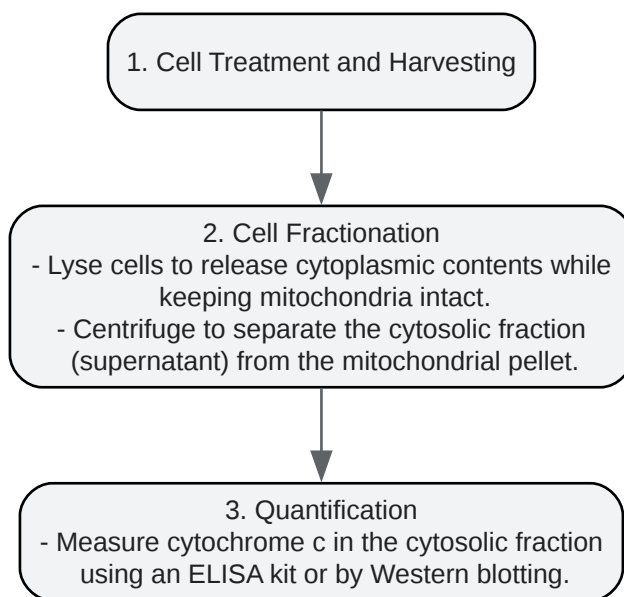 1. Cell Treatment and Harvesting
2. Cell Fractionation
- Lyse cells to release cytoplasmic contents while
keeping mitochondria intact.
- Centrifuge to separate the cytosolic fraction
(supernatant) from the mitochondrial pellet.
3. Quantification
- Measure cytochrome c in the cytosolic fraction
using an ELISA kit or by Western blotting.